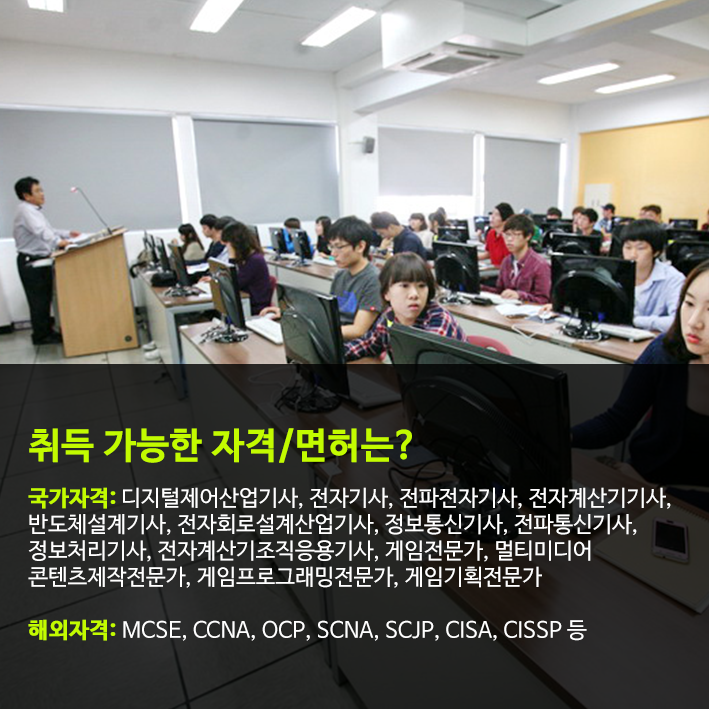 취득 가능한 자격/면허는?
국가자격: 디지털제어산업기사, 전자기사, 전파전자기사, 전자계산기기사,
반도체설계기사, 전자회로설계산업기사, 정보통신기사, 전파통신기사,
정보처리기사, 전자계산기조직응용기사, 게임전문가, 멀티미디어
콘텐츠제작전문가, 게임프로그래밍전문가, 게임기획전문가
해외자격: MCSE, CCNA, OCP, SCNA, SCJP, CISA, CISSP 등